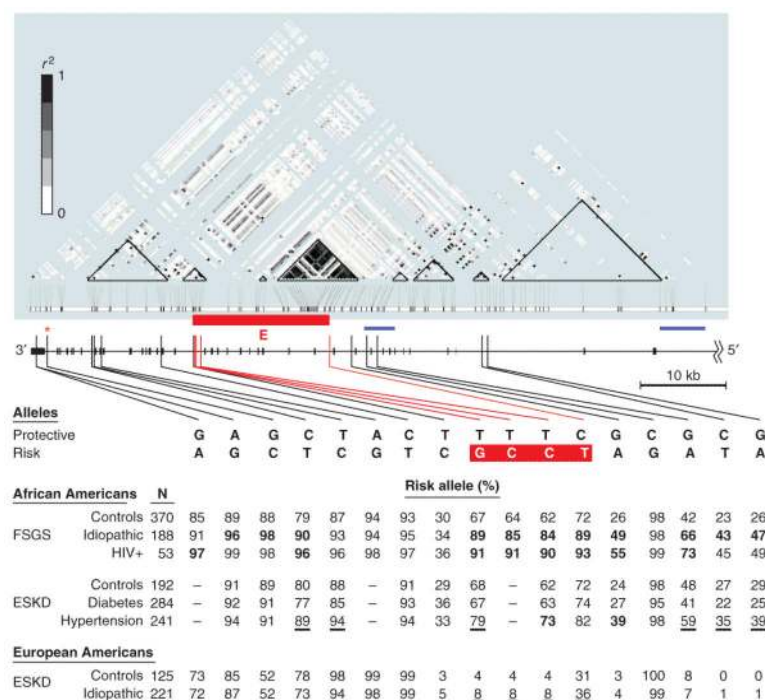 r²
1
0
*
E
3′ 5′
10 kb
Alleles
Protective G A G C T A C T T T T C G C G C G
Risk A G C T C G T C G C C T A G A T A
Risk allele (%)
African Americans N
Controls 370 85 89 88 79 87 94 93 30 67 64 62 72 26 98 42 23 26
FSGS Idiopathic 188 91 96 98 90 93 94 95 34 89 85 84 89 49 98 66 43 47
HIV+ 53 97 99 98 96 96 98 97 36 91 91 90 93 55 99 73 45 49
Controls 192 – 91 89 80 88 – 91 29 68 – 62 72 24 98 48 27 29
ESKD Diabetes 284 – 92 91 77 85 – 93 36 67 – 63 74 27 95 41 22 25
Hypertension 241 – 94 91 89 94 – 94 33 79 – 73 82 39 98 59 35 39
European Americans
ESKD Controls 125 73 85 52 78 98 99 99 3 4 4 4 31 3 100 8 0 0
Idiopathic 221 72 87 52 73 94 98 99 5 8 8 8 36 4 99 7 1 1